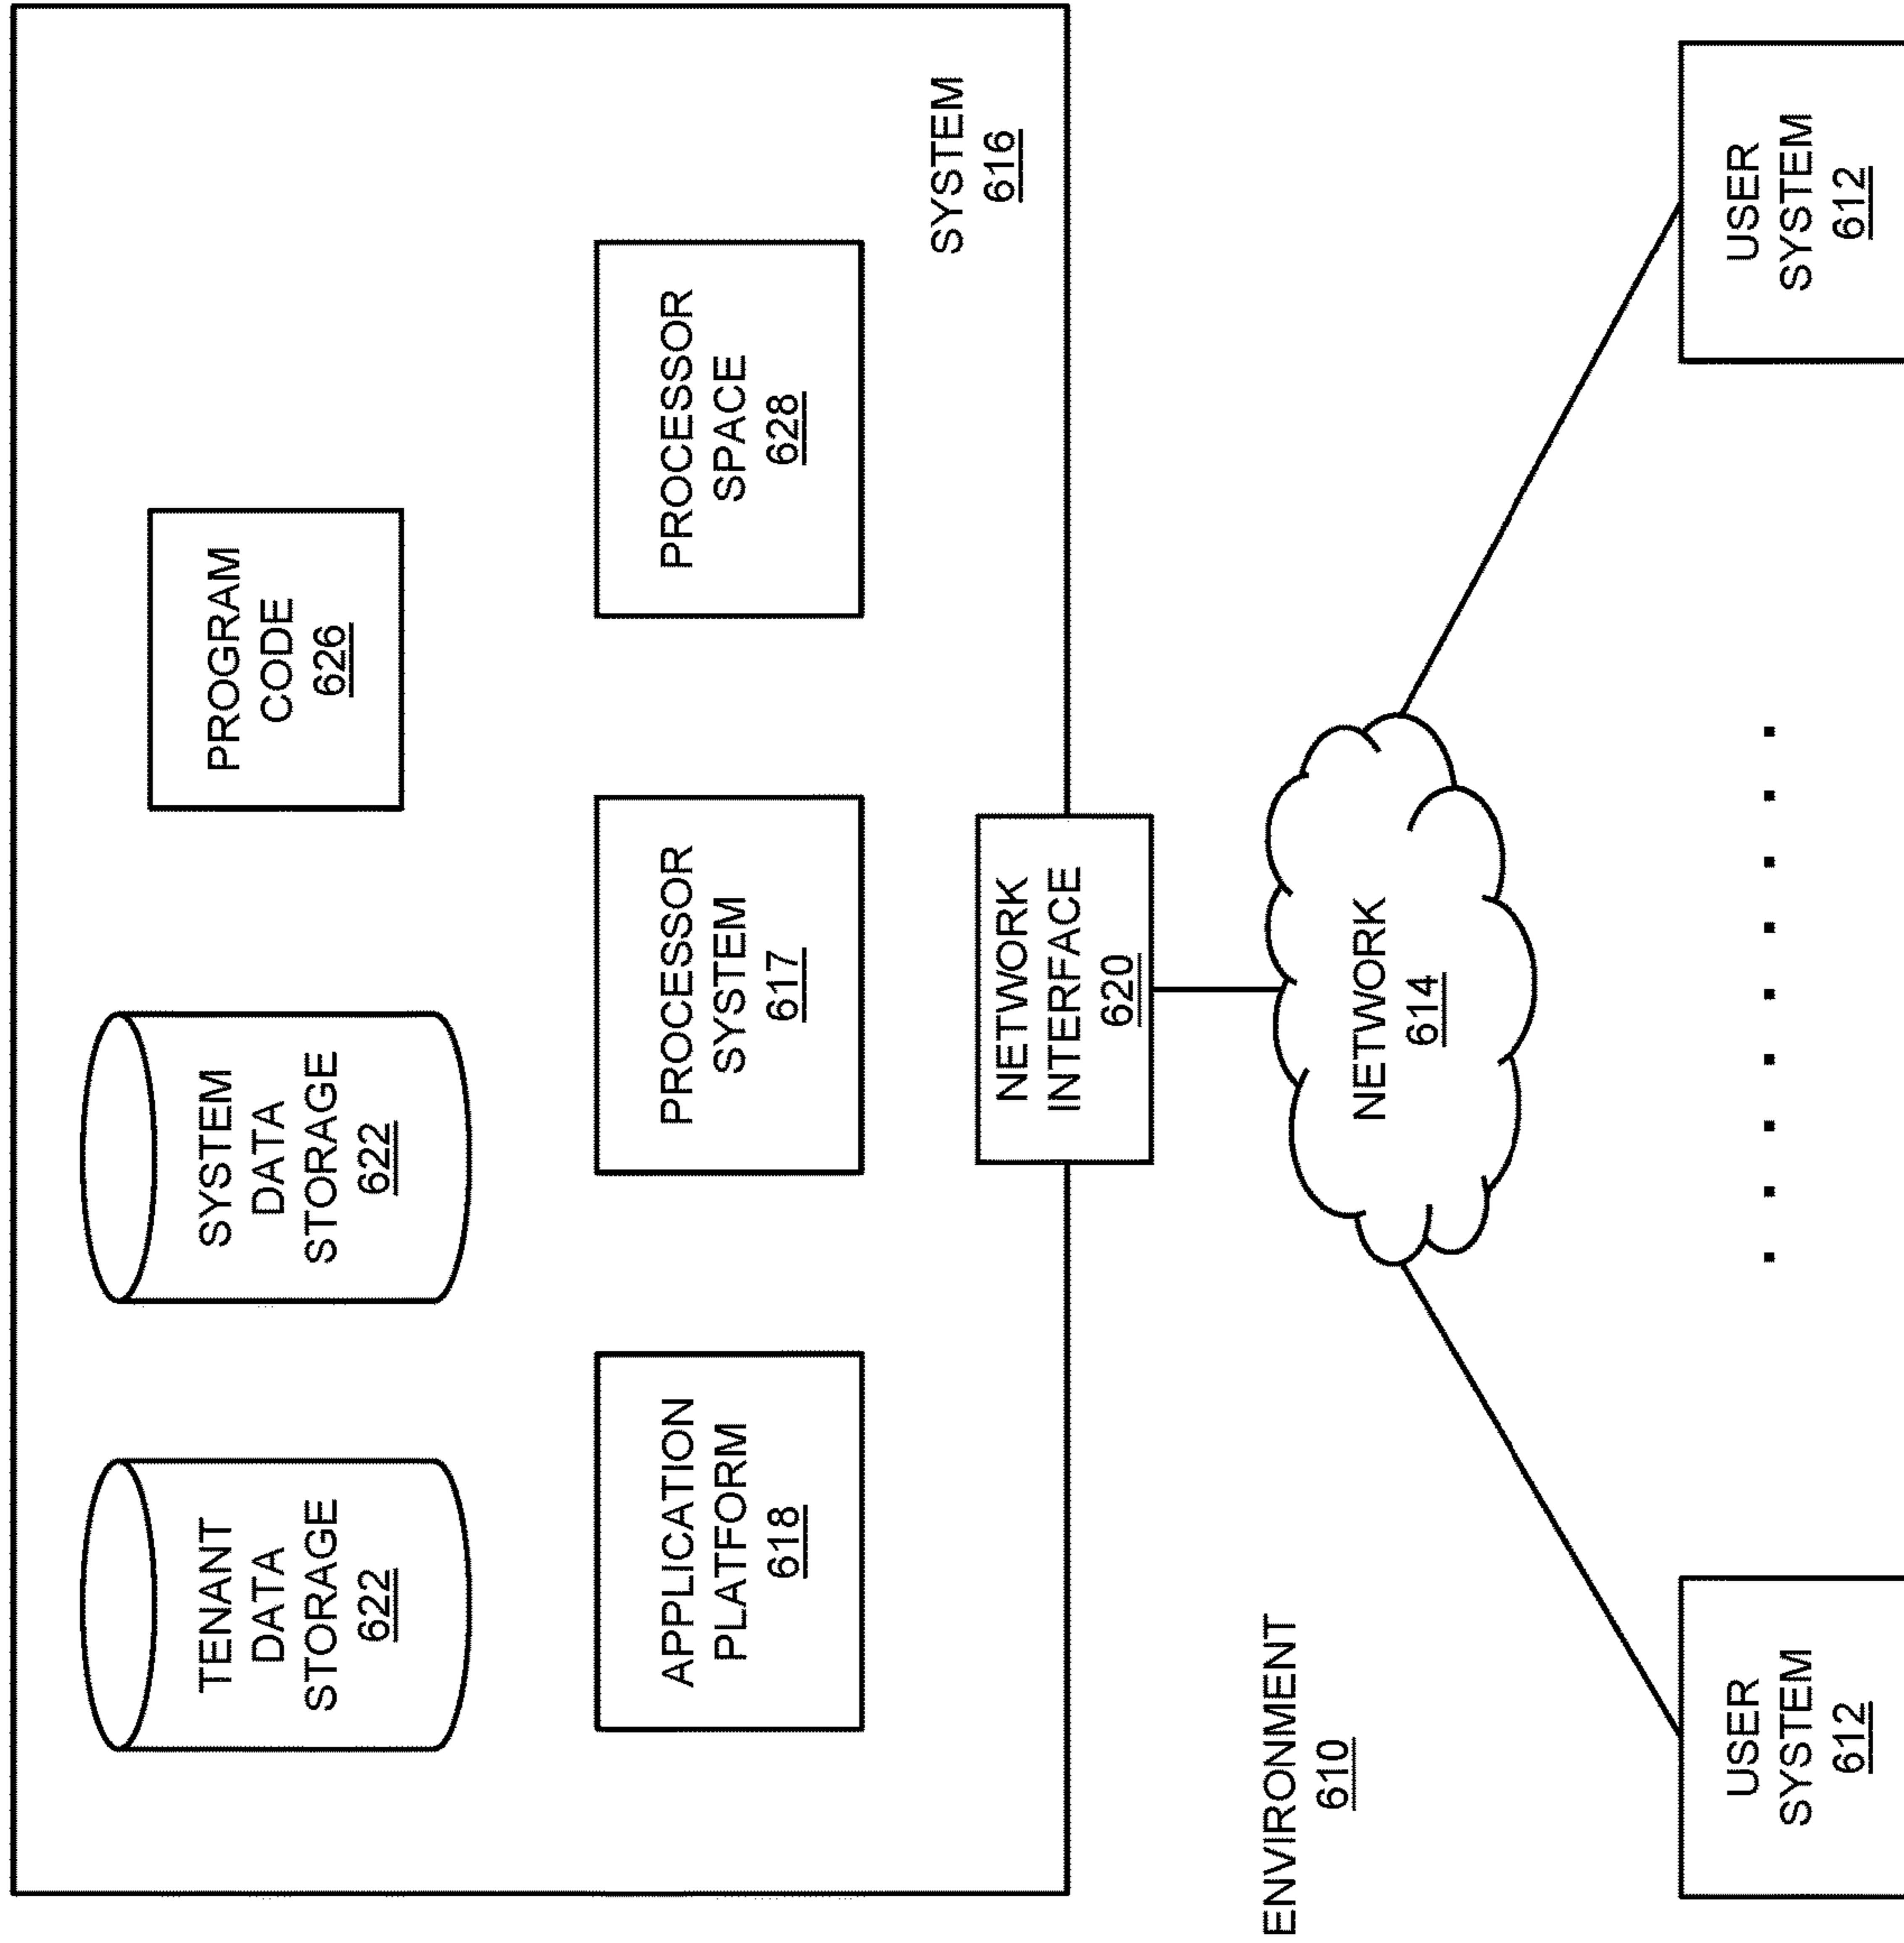 TENANT
DATA
STORAGE
622
SYSTEM
DATA
STORAGE
622
PROGRAM
CODE
626
APPLICATION
PLATFORM
618
PROCESSOR
SYSTEM
617
PROCESSOR
SPACE
628
SYSTEM
616
NETWORK
INTERFACE
620
ENVIRONMENT
610
NETWORK
614
USER
SYSTEM
612
USER
SYSTEM
612